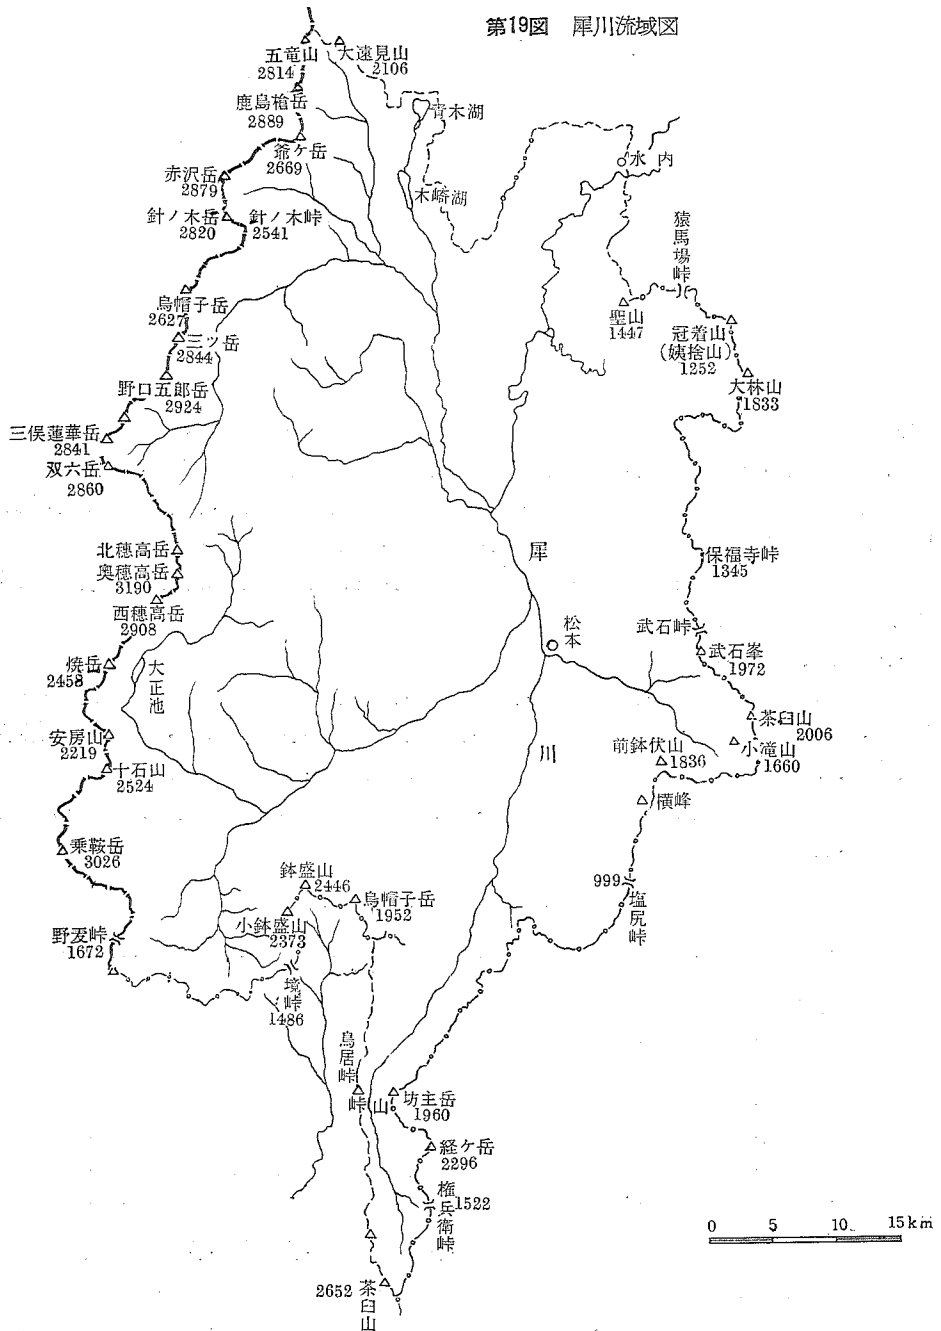 第19図 犀川流域図
五竜山
2814
大遠見山
2106
鹿島槍岳
2889
青木湖
爺ケ岳
2669
水内
赤沢岳
2879
木崎湖
針ノ木岳
2820
針ノ木峠
2541
猿馬場峠
烏帽子岳
2627
聖山
1447
冠着山
(姨捨山)
1252
三ッ岳
2844
野口五郎岳
2924
大林山
1833
三俣蓮華岳
2841
双六岳
2860
北穂高岳
奥穂高岳
3190
西穂高岳
2908
保福寺峠
1345
犀
川
松本
武石峠
武石峯
1972
焼岳
2458
大正池
茶臼山
2006
安房山
2219
前鉢伏山
1836
小滝山
1660
十石山
2524
横峰
乗鞍岳
3026
鉢盛山
2446
烏帽子岳
1952
999
塩尻峠
小鉢盛山
2373
野麦峠
1672
境峠
1486
鳥居峠
峠山
坊主岳
1960
経ケ岳
2296
権兵衛峠
1522
2652
茶臼山
0 5 10 15km